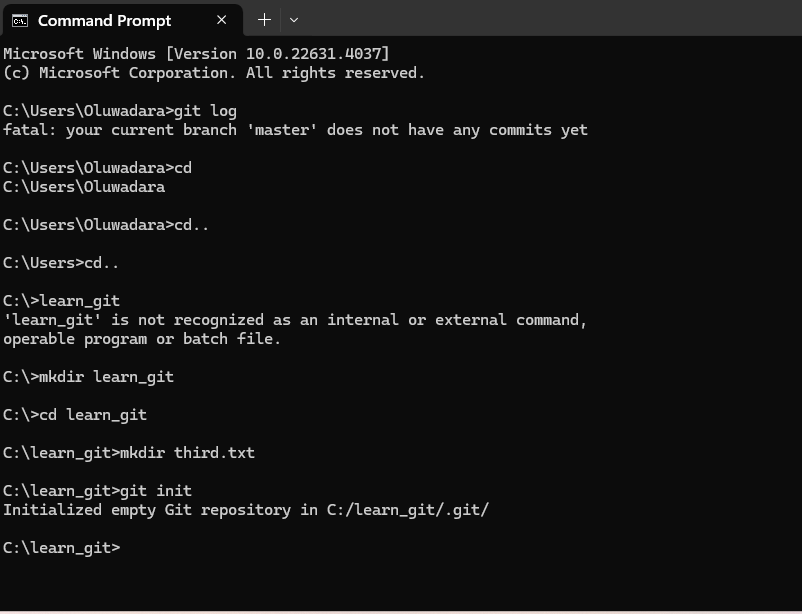 Command Prompt
Microsoft Windows [Version 10.0.22631.4037]
(c) Microsoft Corporation. All rights reserved.
C:\Users\Oluwadara>git log
fatal: your current branch 'master' does not have any commits yet
C:\Users\Oluwadara>cd
C:\Users\Oluwadara
C:\Users\Oluwadara>cd..
C:\Users>cd..
C:\>learn_git
'learn_git' is not recognized as an internal or external command,
operable program or batch file.
C:\>mkdir learn_git
C:\>cd learn_git
C:\learn_git>mkdir third.txt
C:\learn_git>git init
Initialized empty Git repository in C:/learn_git/.git/
C:\learn_git>